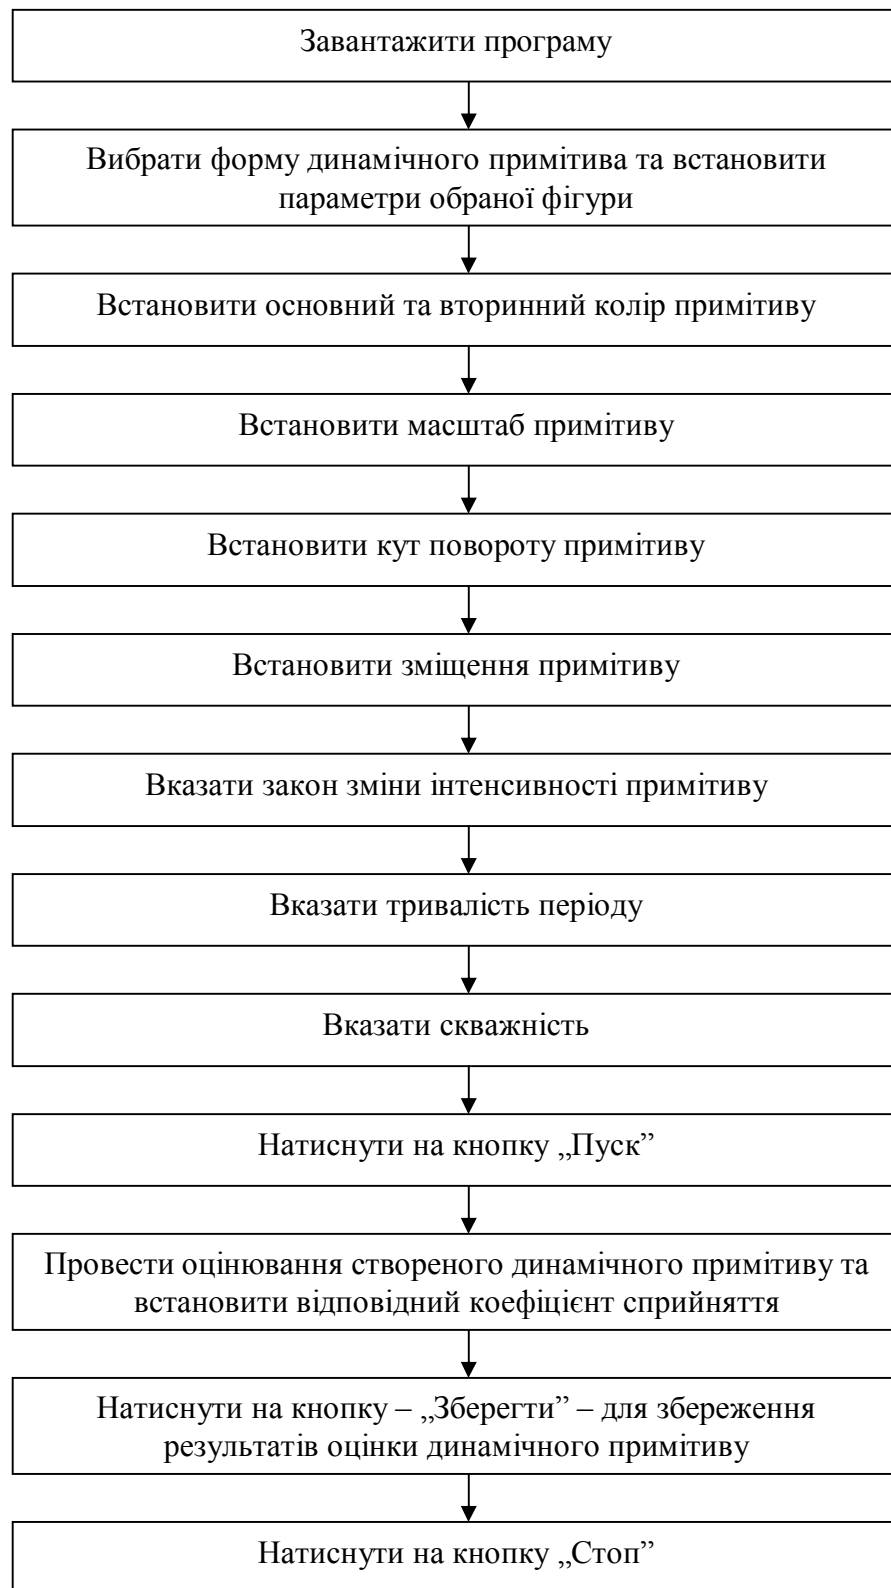 Завантажити програму
Вибрати форму динамічного примітива та встановити
параметри обраної фігури
Встановити основний та вторинний колір примітиву
Встановити масштаб примітиву
Встановити кут повороту примітиву
Встановити зміщення примітиву
Вказати закон зміни інтенсивності примітиву
Вказати тривалість періоду
Вказати скважність
Натиснути на кнопку „Пуск”
Провести оцінювання створеного динамічного примітиву та
встановити відповідний коефіцієнт сприйняття
Натиснути на кнопку – „Зберегти” – для збереження
результатів оцінки динамічного примітиву
Натиснути на кнопку „Стоп”